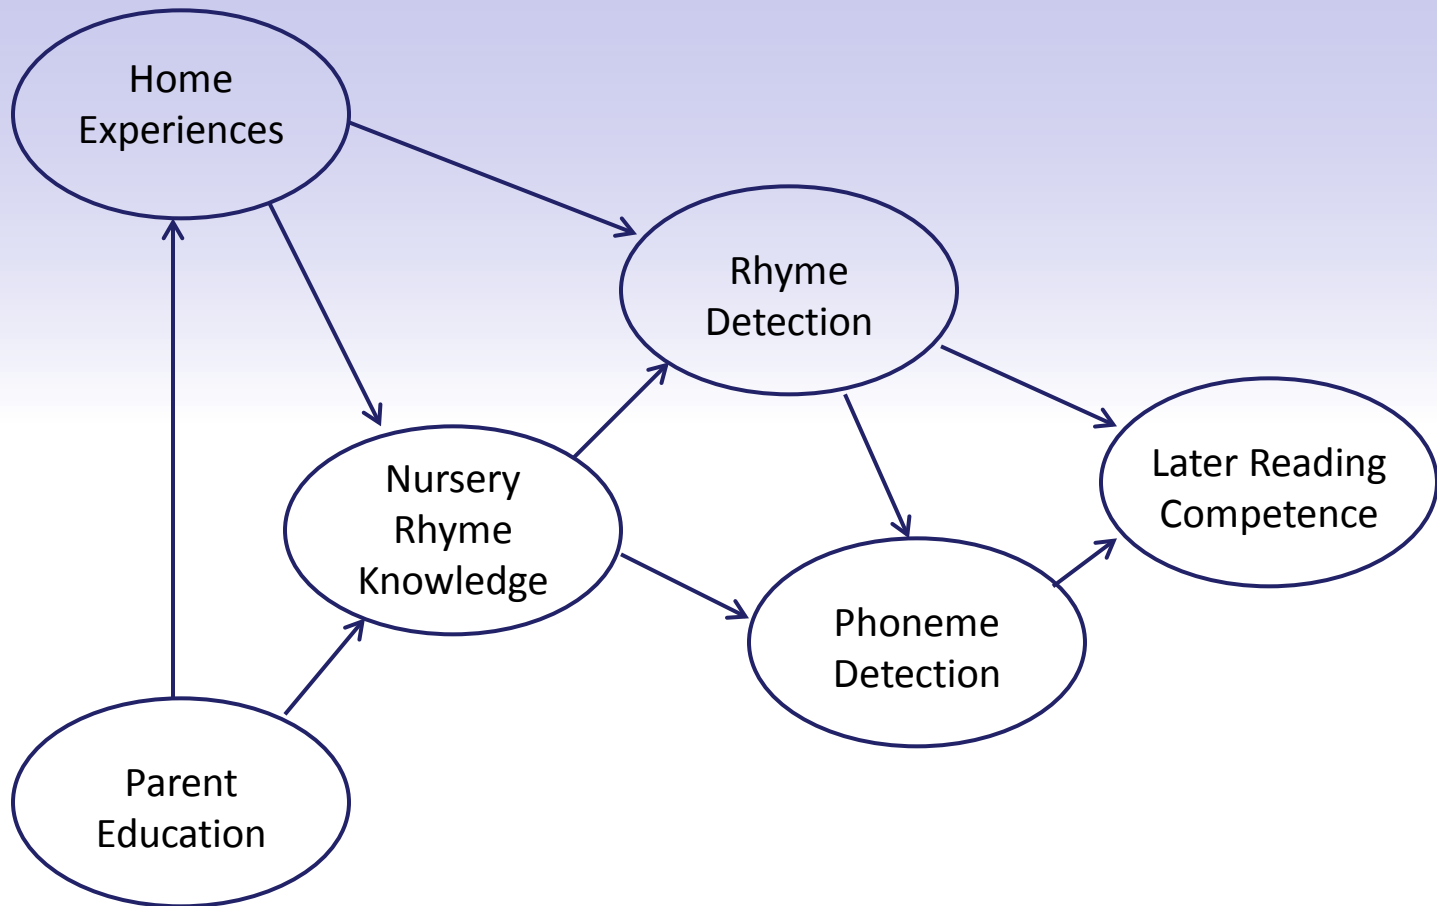 Home
Experiences
Rhyme
Detection
Nursery
Rhyme
Knowledge
Later Reading
Competence
Phoneme
Detection
Parent
Education